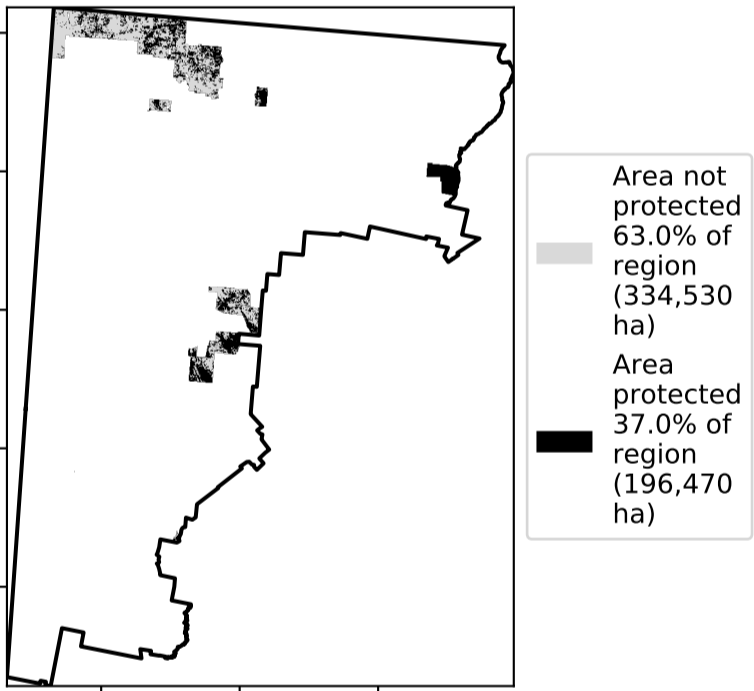 Area not
protected
63.0% of
region
(334,530
ha)
Area
protected
37.0% of
region
(196,470
ha)